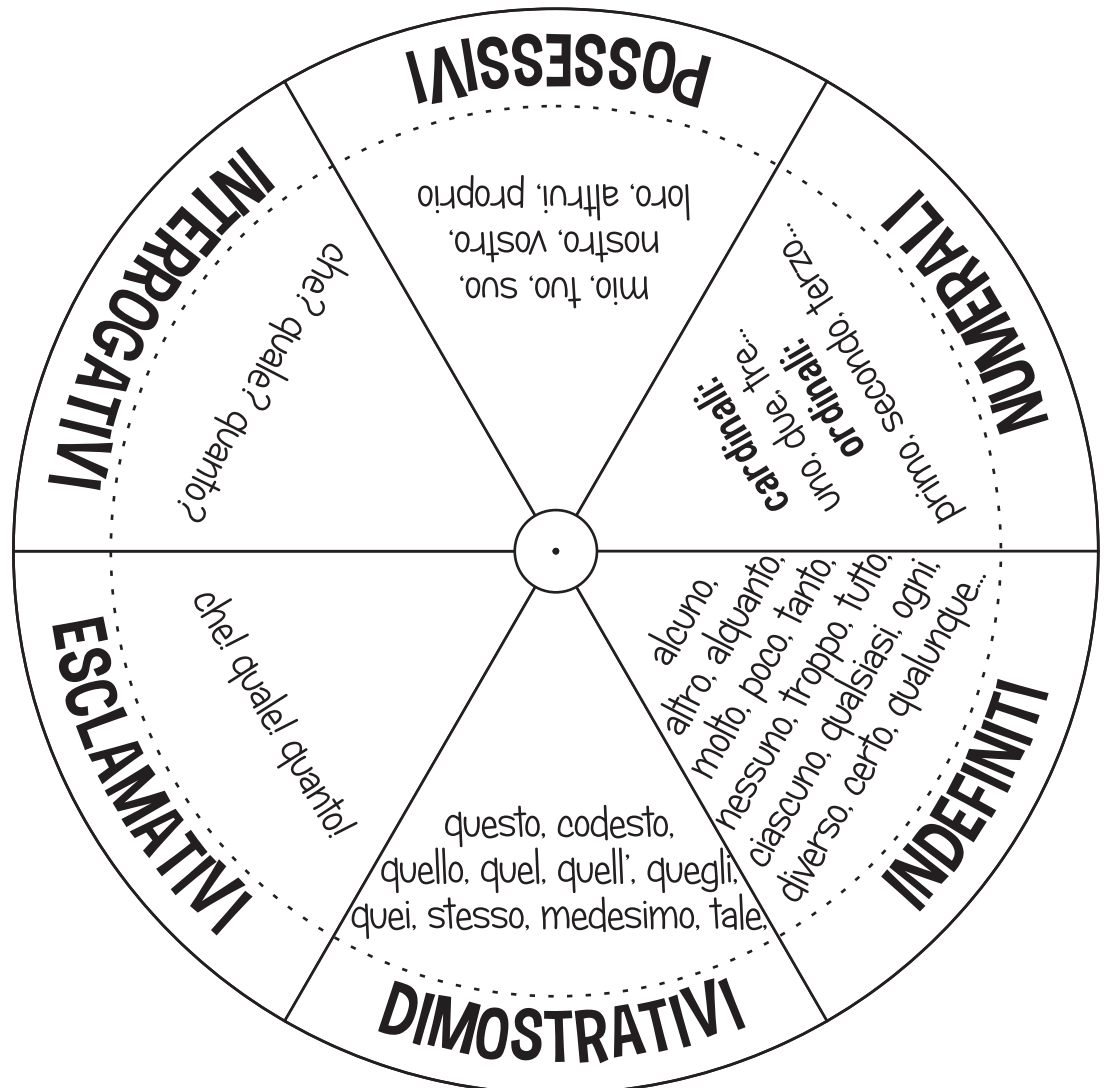 POSSESSIVI
mio, tuo, suo,
nostro, vostro,
loro, altrui, proprio
NUMERALI
cardinali:
uno, due, tre...
ordinali:
primo, secondo, terzo...
INDEFINITI
alcuno,
altro, alquanto,
molto, poco, tanto,
nessuno, troppo, tutto,
ciascuno, qualsiasi, ogni,
diverso, certo, qualunque...
DIMOSTRATIVI
questo, codesto,
quello, quel, quell', quegli,
quei, stesso, medesimo, tale,
ESCLAMATIVI
che! quale! quanto!
INTERROGATIVI
che? quale? quanto?